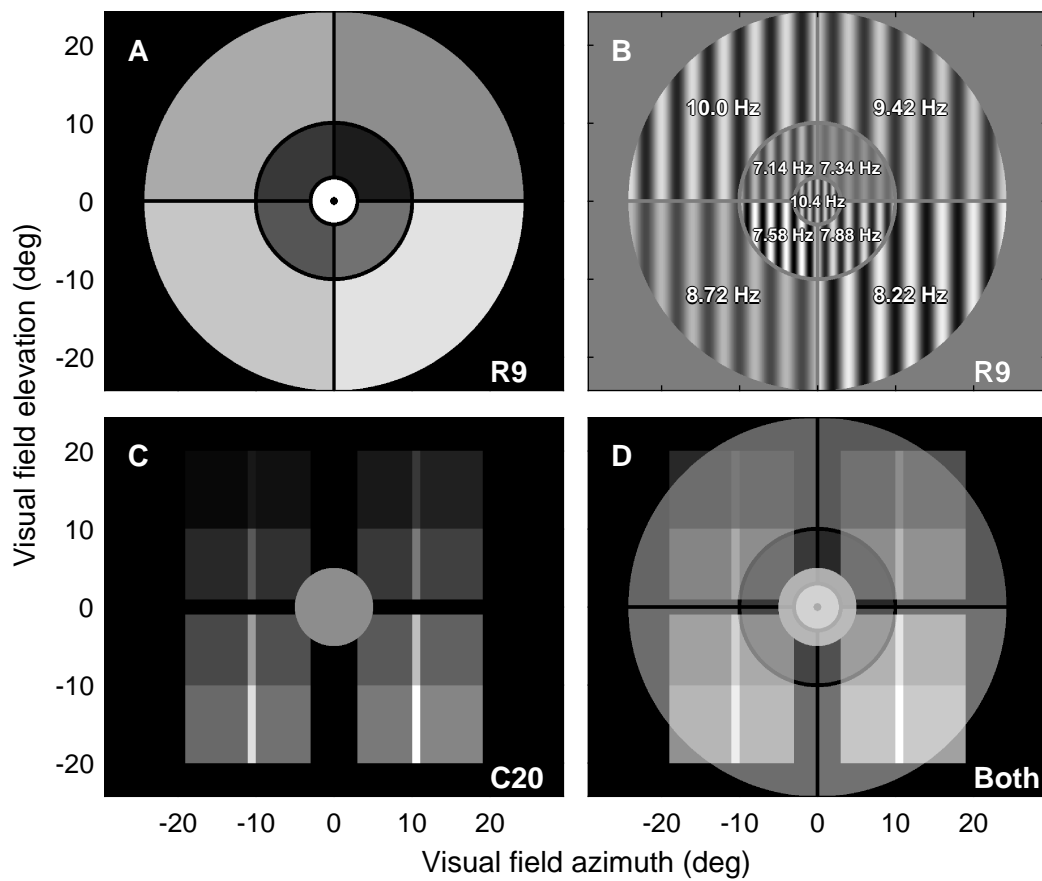 A
B
20
10
0
-10
-20
10.0 Hz
9.42 Hz
7.14 Hz
7.34 Hz
10.4 Hz
7.58 Hz
7.88 Hz
8.72 Hz
8.22 Hz
R9
R9
Visual field elevation (deg)
C
D
20
10
0
-10
-20
C20
Both
-20
-10
0
10
20
-20
-10
0
10
20
Visual field azimuth (deg)